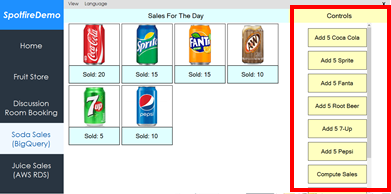 View Language X
SpotfireDemo
Sales For The Day
Controls
Home
Fruit Store
Discussion
Room Booking
Soda Sales
(BigQuery)
Juice Sales
(AWS RDS)
Coca-Cola
Sprite
FANTA
A&W
Sold: 20
Sold: 15
Sold: 15
Sold: 10
7up
pepsi
Sold: 5
Sold: 10
Add 5 Coca Cola
Add 5 Sprite
Add 5 Fanta
Add 5 Root Beer
Add 5 7-Up
Add 5 Pepsi
Compute Sales